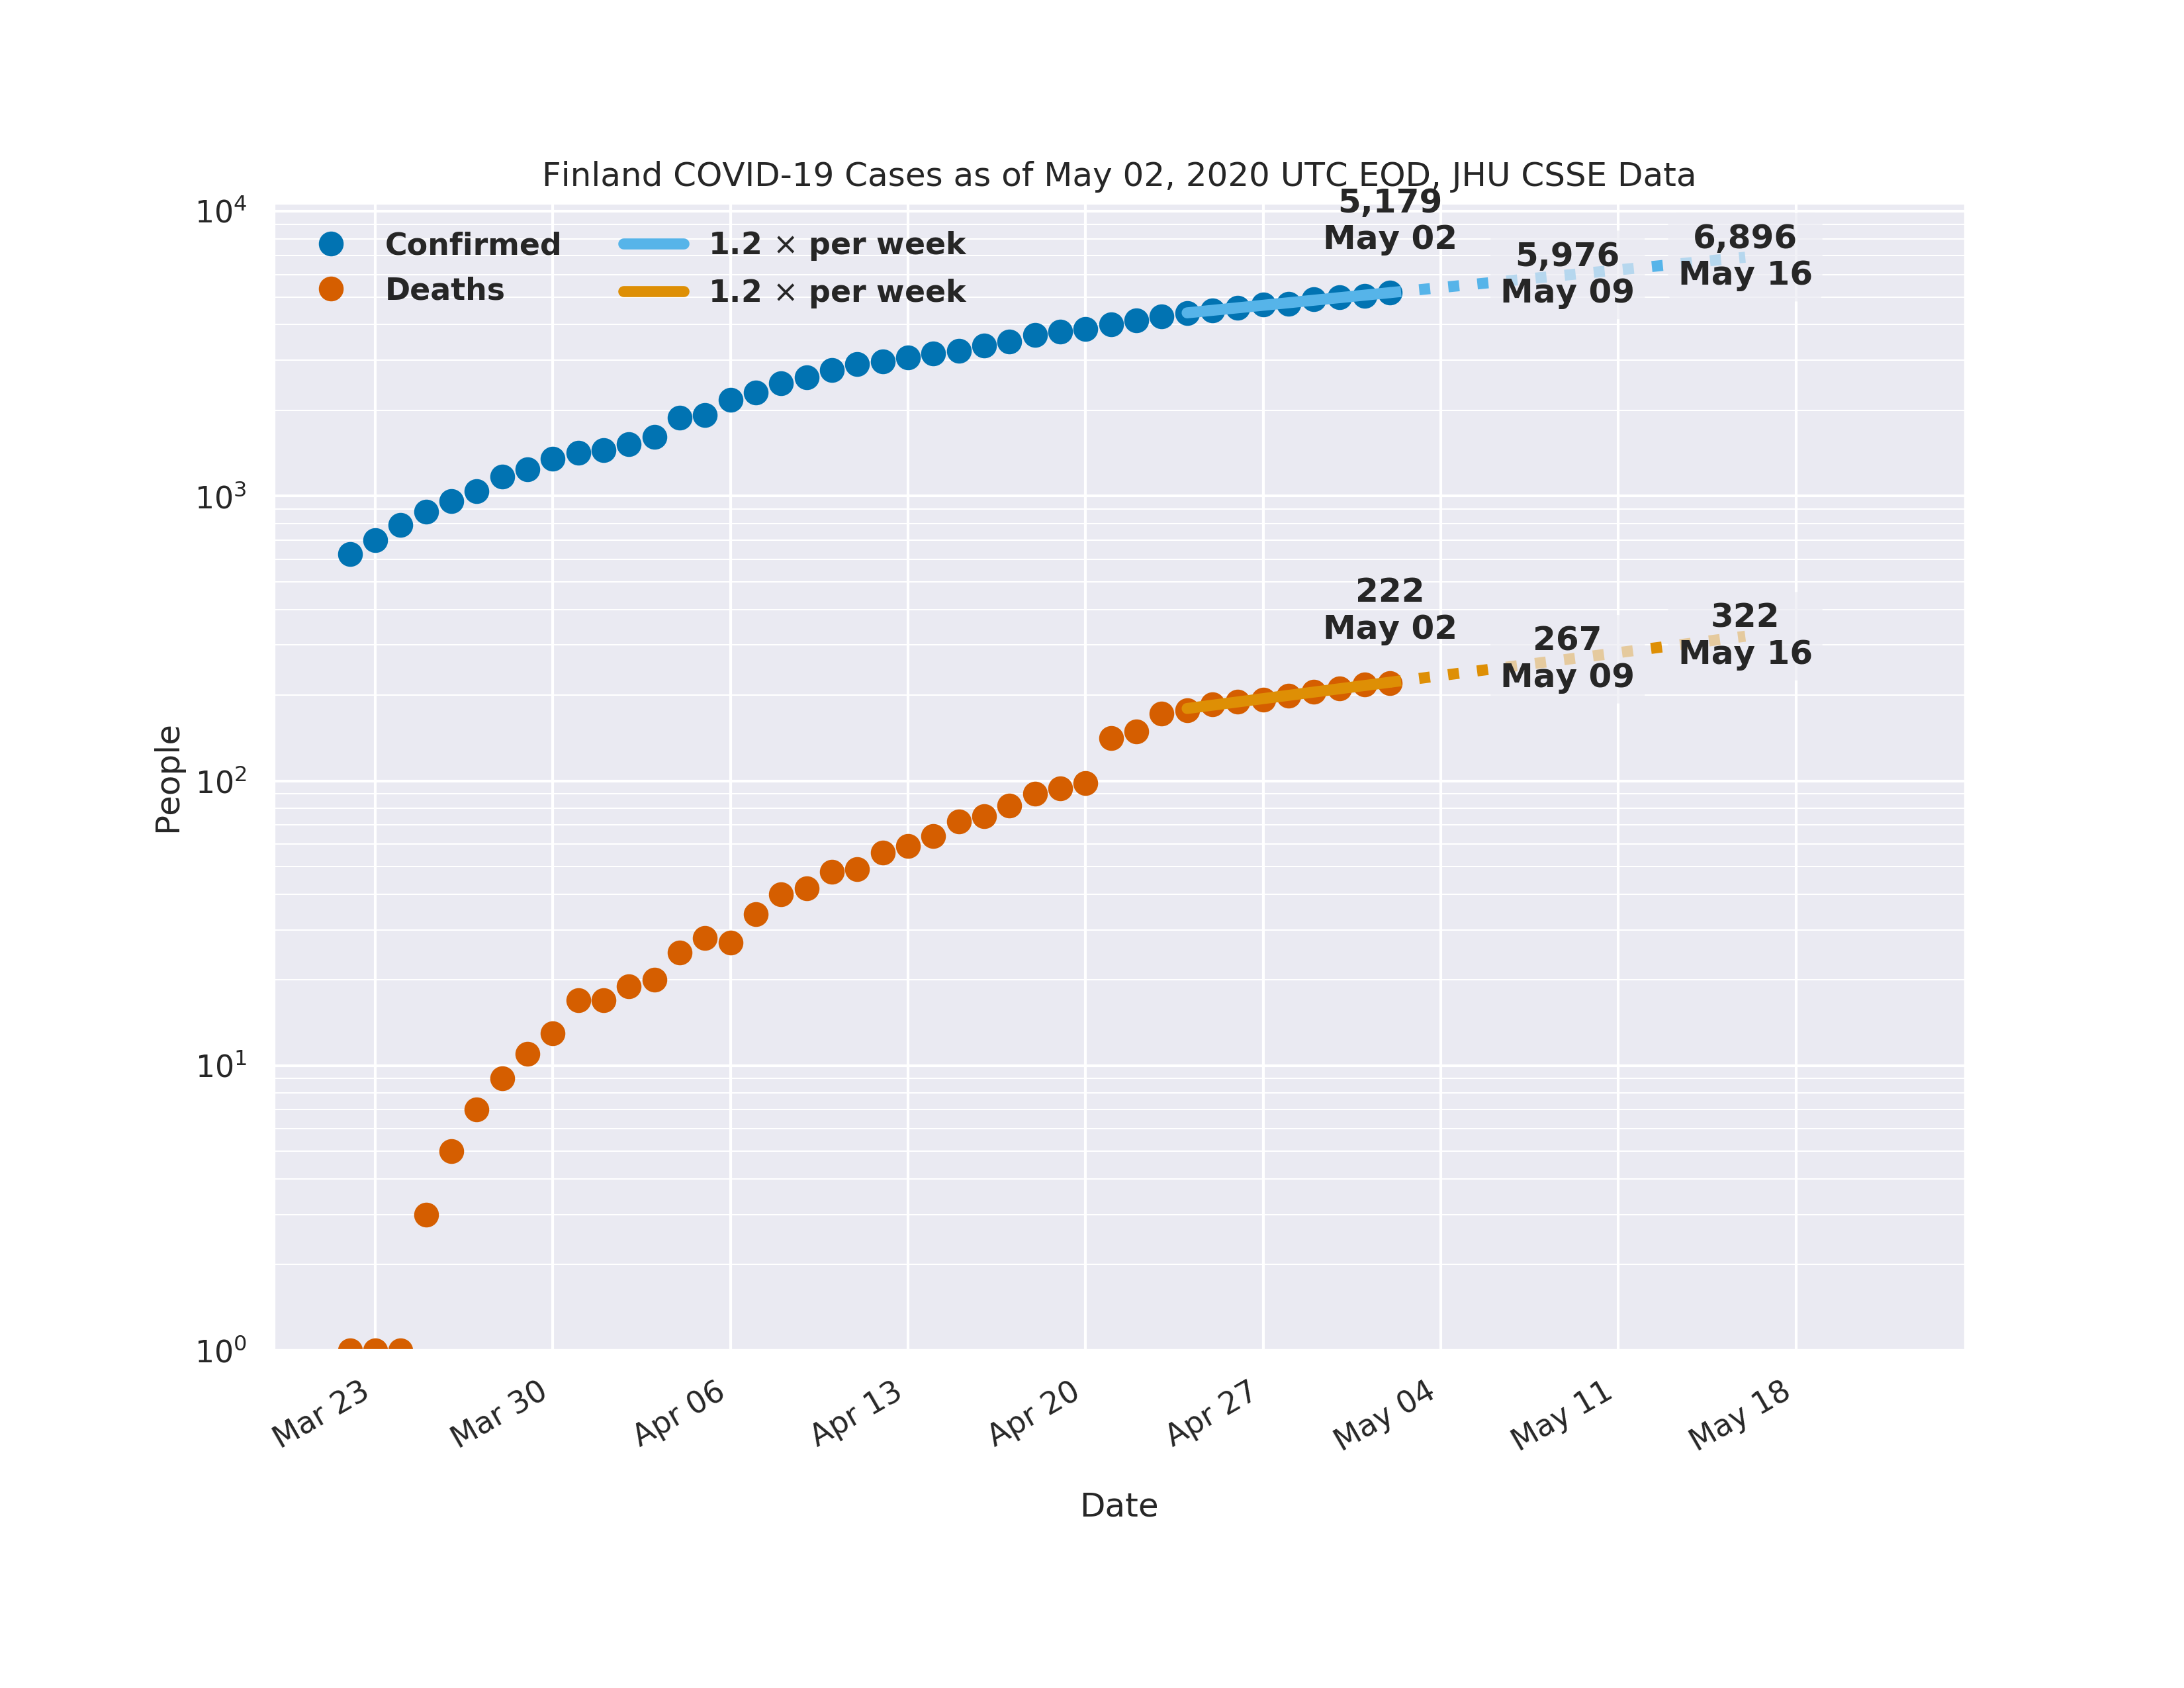 Finland COVID-19 Cases as of May 02, 2020 UTC EOD, JHU CSSE Data
Confirmed
Deaths
1.2 × per week
1.2 × per week
5,179
May 02
5,976
May 09
6,896
May 16
222
May 02
267
May 09
322
May 16
People
10⁴
10³
10²
10¹
10⁰
Mar 23
Mar 30
Apr 06
Apr 13
Apr 20
Apr 27
May 04
May 11
May 18
Date